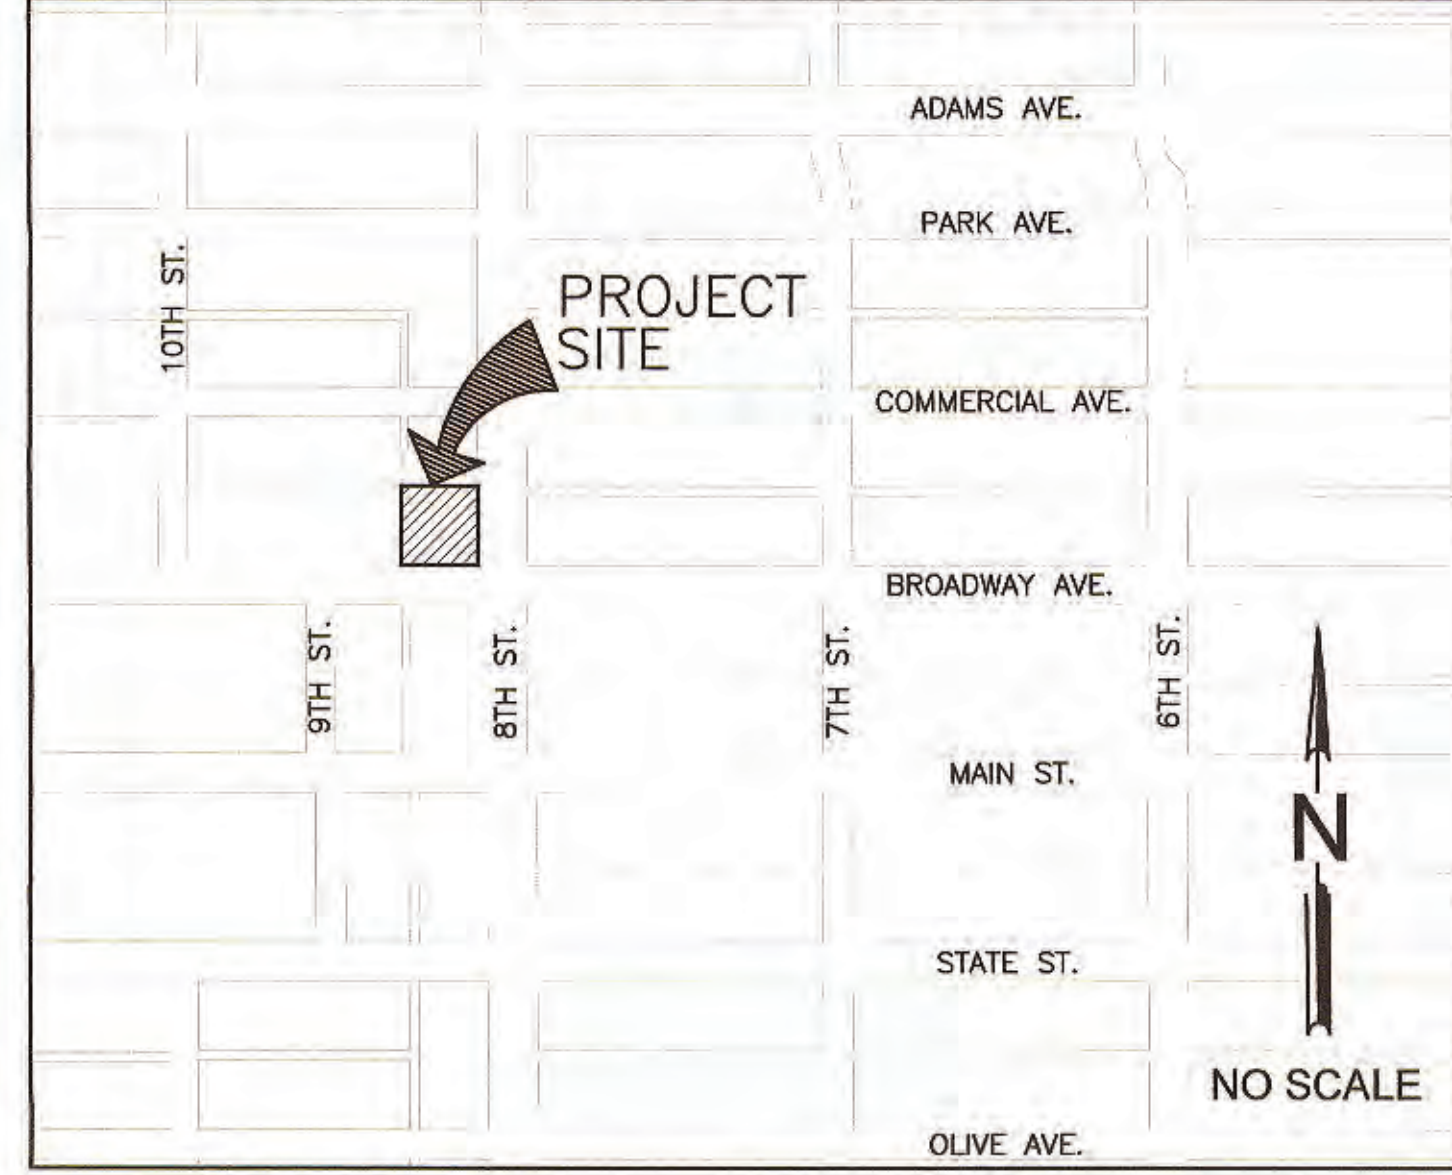 ADAMS AVE.
PARK AVE.
10TH ST.
PROJECT
SITE
COMMERCIAL AVE.
BROADWAY AVE.
9TH ST.
8TH ST.
7TH ST.
6TH ST.
MAIN ST.
N
STATE ST.
NO SCALE
OLIVE AVE.